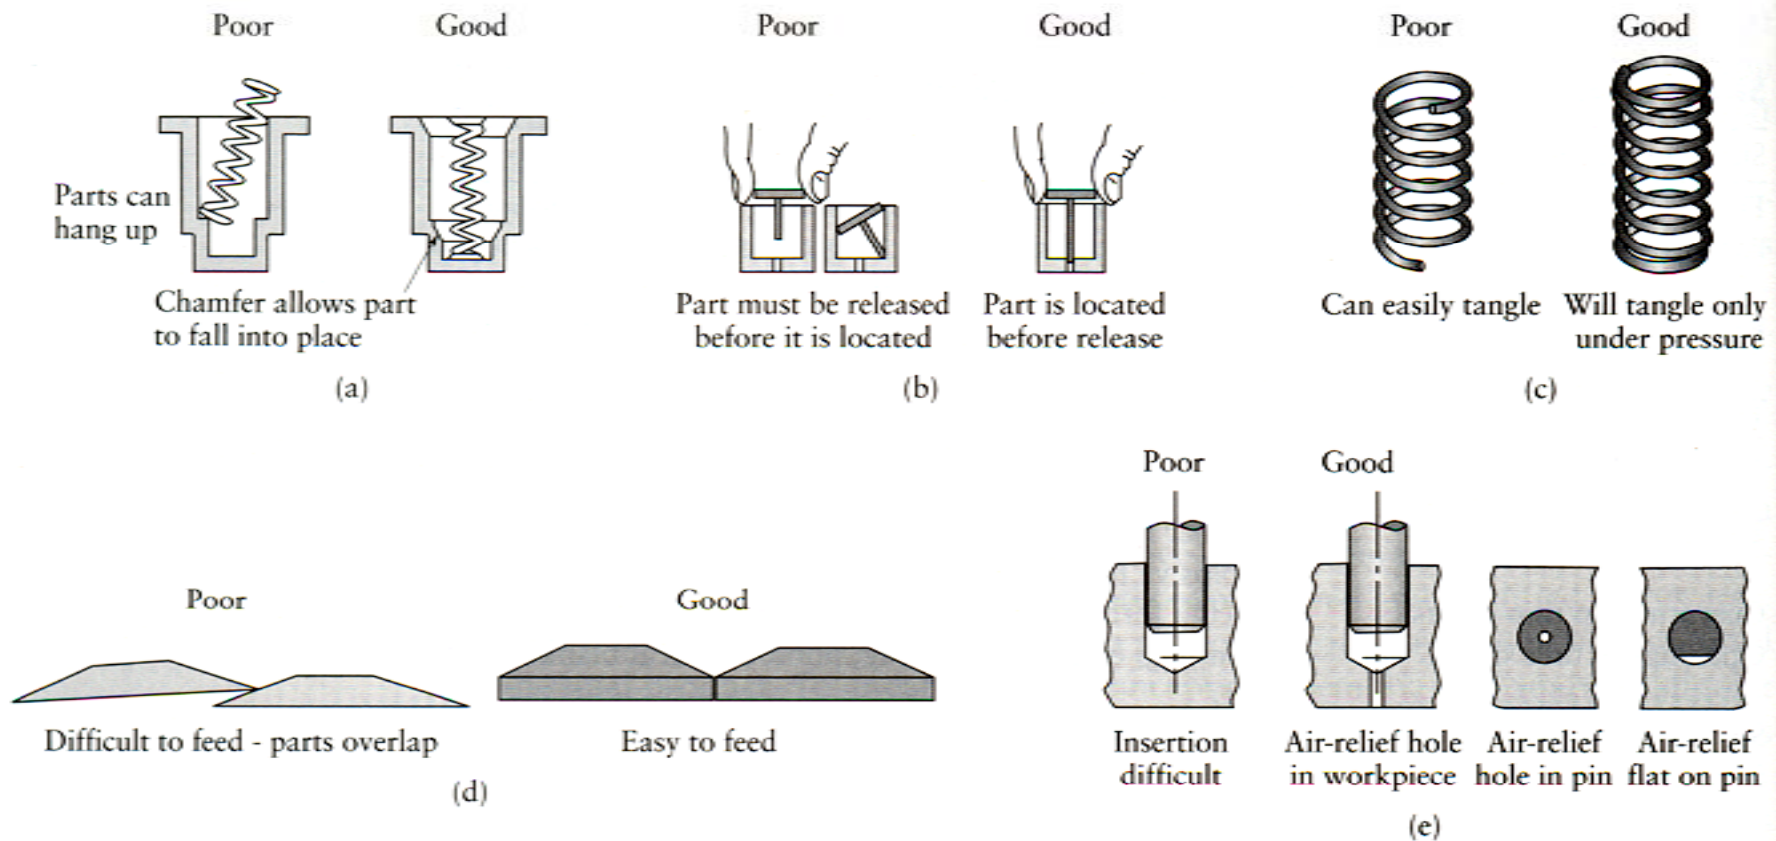 Poor
Good
Parts can
hang up
Chamfer allows part
to fall into place
(a)
Poor
Good
Part must be released
before it is located
Part is located
before release
(b)
Poor
Good
Can easily tangle
Will tangle only
under pressure
(c)
Poor
Good
Difficult to feed - parts overlap
Easy to feed
(d)
Poor
Good
Insertion
difficult
Air-relief hole
in workpiece
Air-relief
hole in pin
Air-relief
flat on pin
(e)